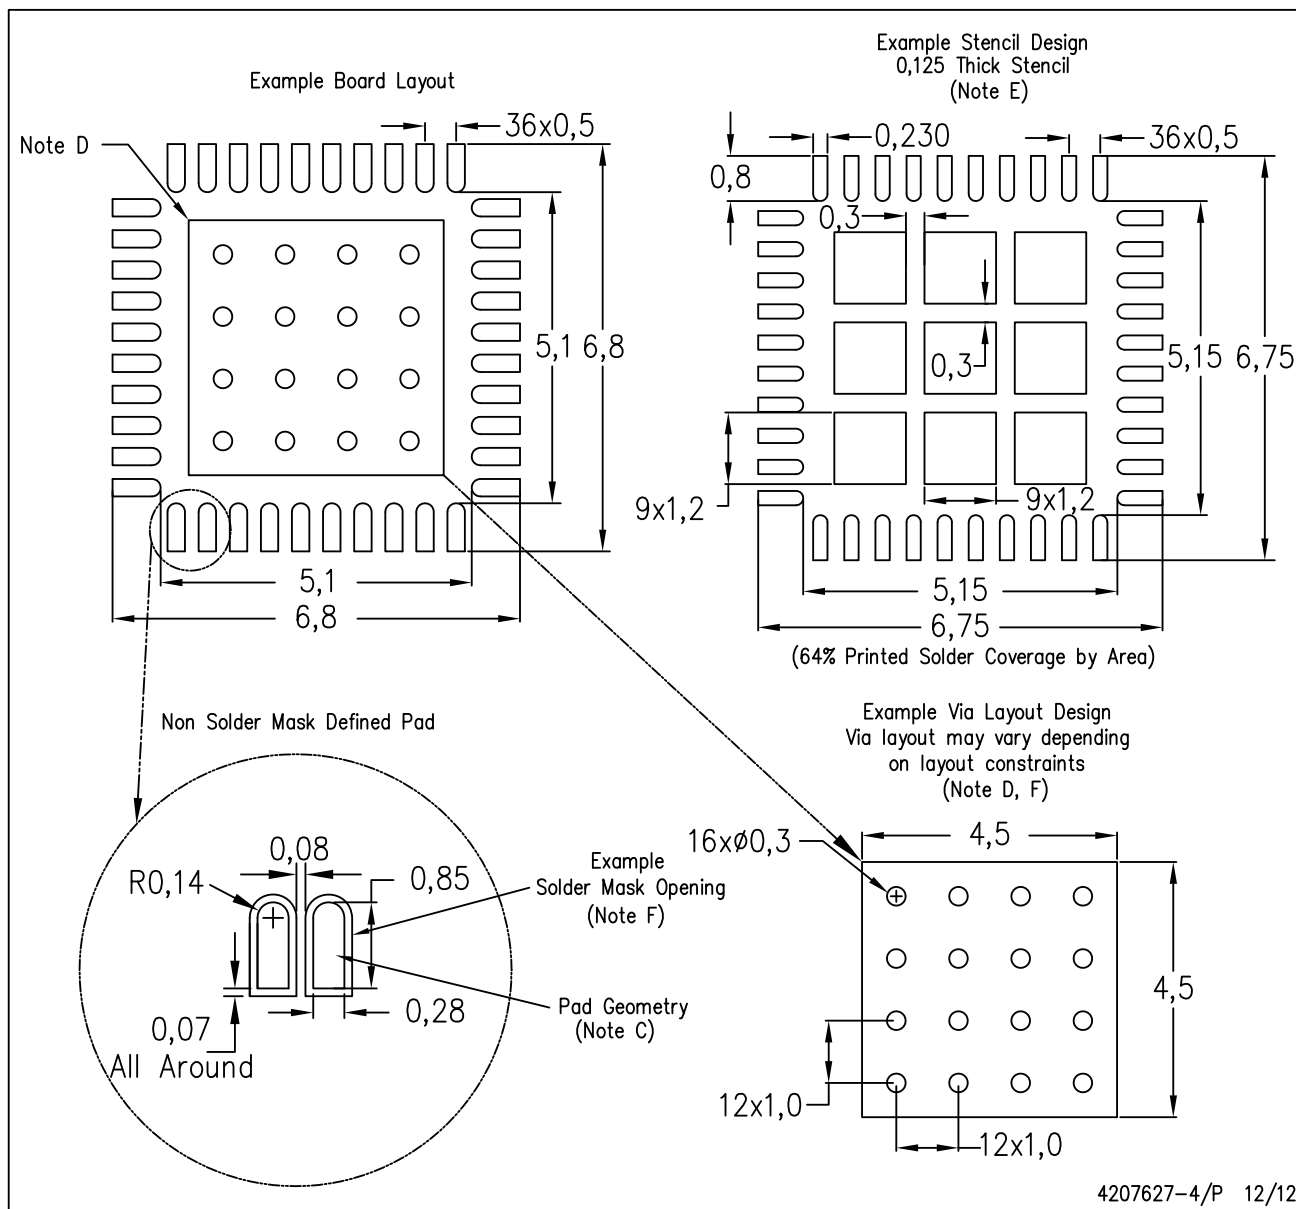 Example Board Layout
Note D
36x0,5
5,1
6,8
5,1
6,8
Example Stencil Design
0,125 Thick Stencil
(Note E)
0,230
36x0,5
0,8
0,3
0,3
5,15
6,75
9x1,2
9x1,2
5,15
6,75
(64% Printed Solder Coverage by Area)
Non Solder Mask Defined Pad
0,08
R0,14
0,85
Example
Solder Mask Opening
(Note F)
0,07
All Around
0,28
Pad Geometry
(Note C)
Example Via Layout Design
Via layout may vary depending
on layout constraints
(Note D, F)
16xø0,3
4,5
4,5
12x1,0
12x1,0
4207627-4/P 12/12